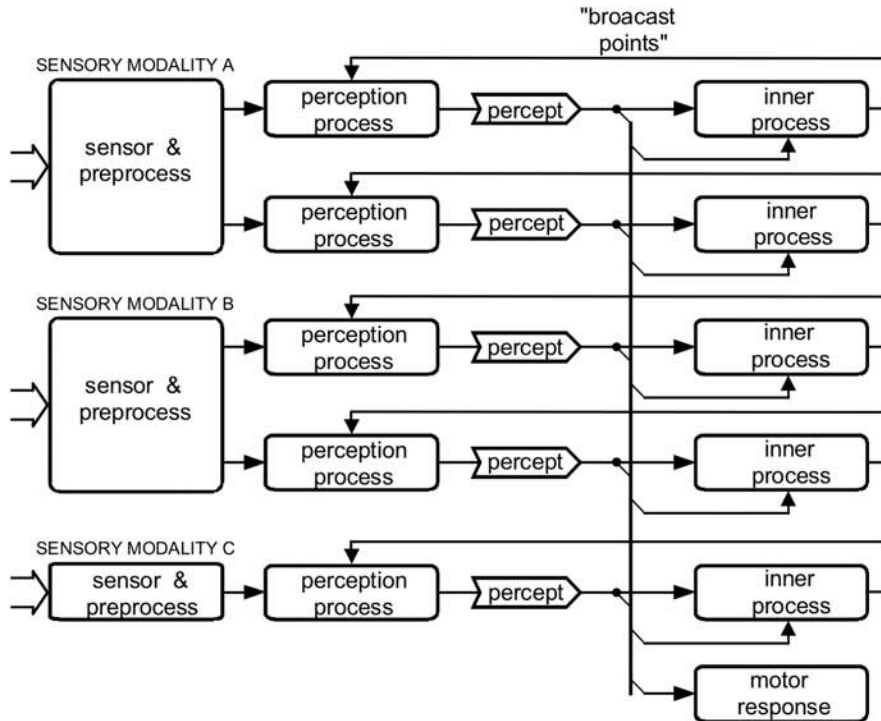 "broacast
points"
SENSORY MODALITY A
sensor &
preprocess
perception
process
percept
inner
process
perception
process
percept
inner
process
SENSORY MODALITY B
sensor &
preprocess
perception
process
percept
inner
process
perception
process
percept
inner
process
SENSORY MODALITY C
sensor &
preprocess
perception
process
percept
inner
process
motor
response